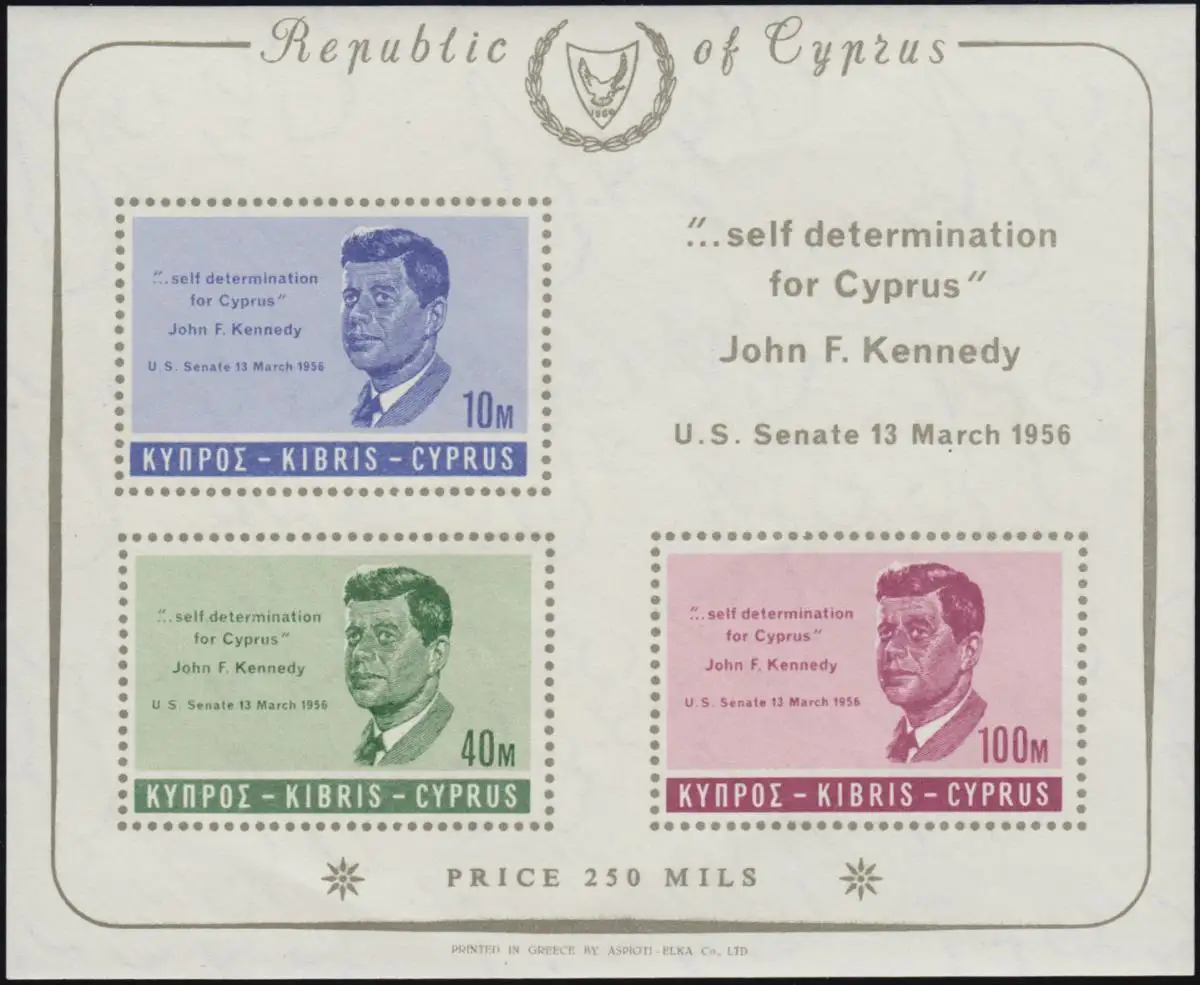 Republic of Cyprus
1960
"...self determination
for Cyprus"
John F. Kennedy
U.S. Senate 13 March 1956
10M
ΚΥΠΡΟΣ - KIBRIS - CYPRUS
"...self determination
for Cyprus"
John F. Kennedy
U.S. Senate 13 March 1956
"...self determination
for Cyprus"
John F. Kennedy
U.S. Senate 13 March 1956
40M
ΚΥΠΡΟΣ - KIBRIS - CYPRUS
"...self determination
for Cyprus"
John F. Kennedy
U.S. Senate 13 March 1956
100M
ΚΥΠΡΟΣ - KIBRIS - CYPRUS
PRICE 250 MILS
PRINTED IN GREECE BY ASPIOTI-ELKA Co., LTD